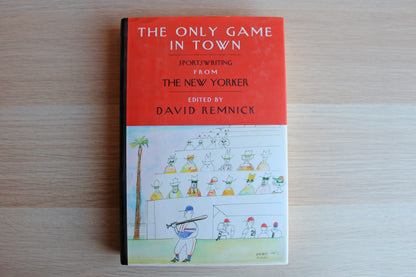 THE ONLY GAME
IN TOWN
SPORTSWRITING
FROM
THE NEW YORKER
EDITED BY
DAVID REMNICK